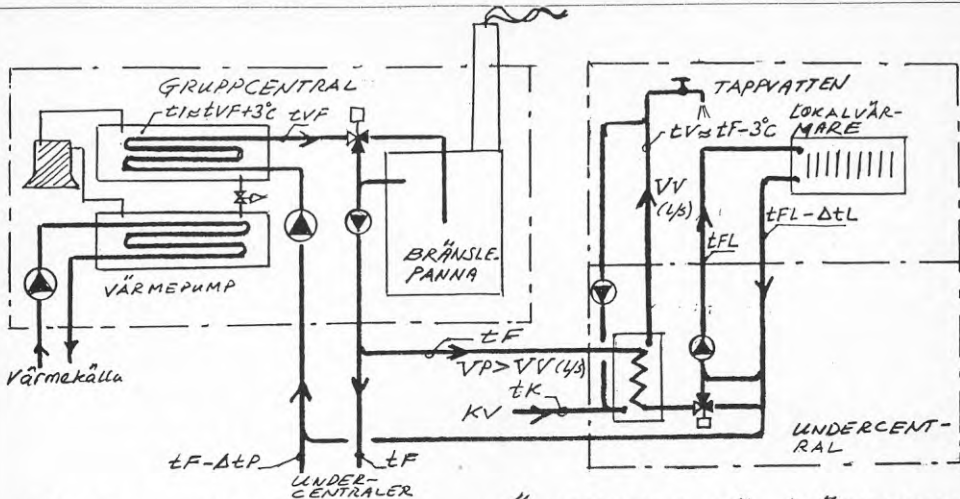 GRUPPCENTRAL
t1≈tVF+3°C
tVF
VÄRMEPUMP
Värmekälla
BRÄNSLE-
PANNA
TAPPVATTEN
tV≈tF-3°C
LOKALVÄR-
MARE
VV
(l/s)
tFL
tFL-ΔtL
tF
VP>VV(l/s)
tK
KV
UNDERCENT-
RAL
tF-ΔtP
tF
UNDER-
CENTRALER